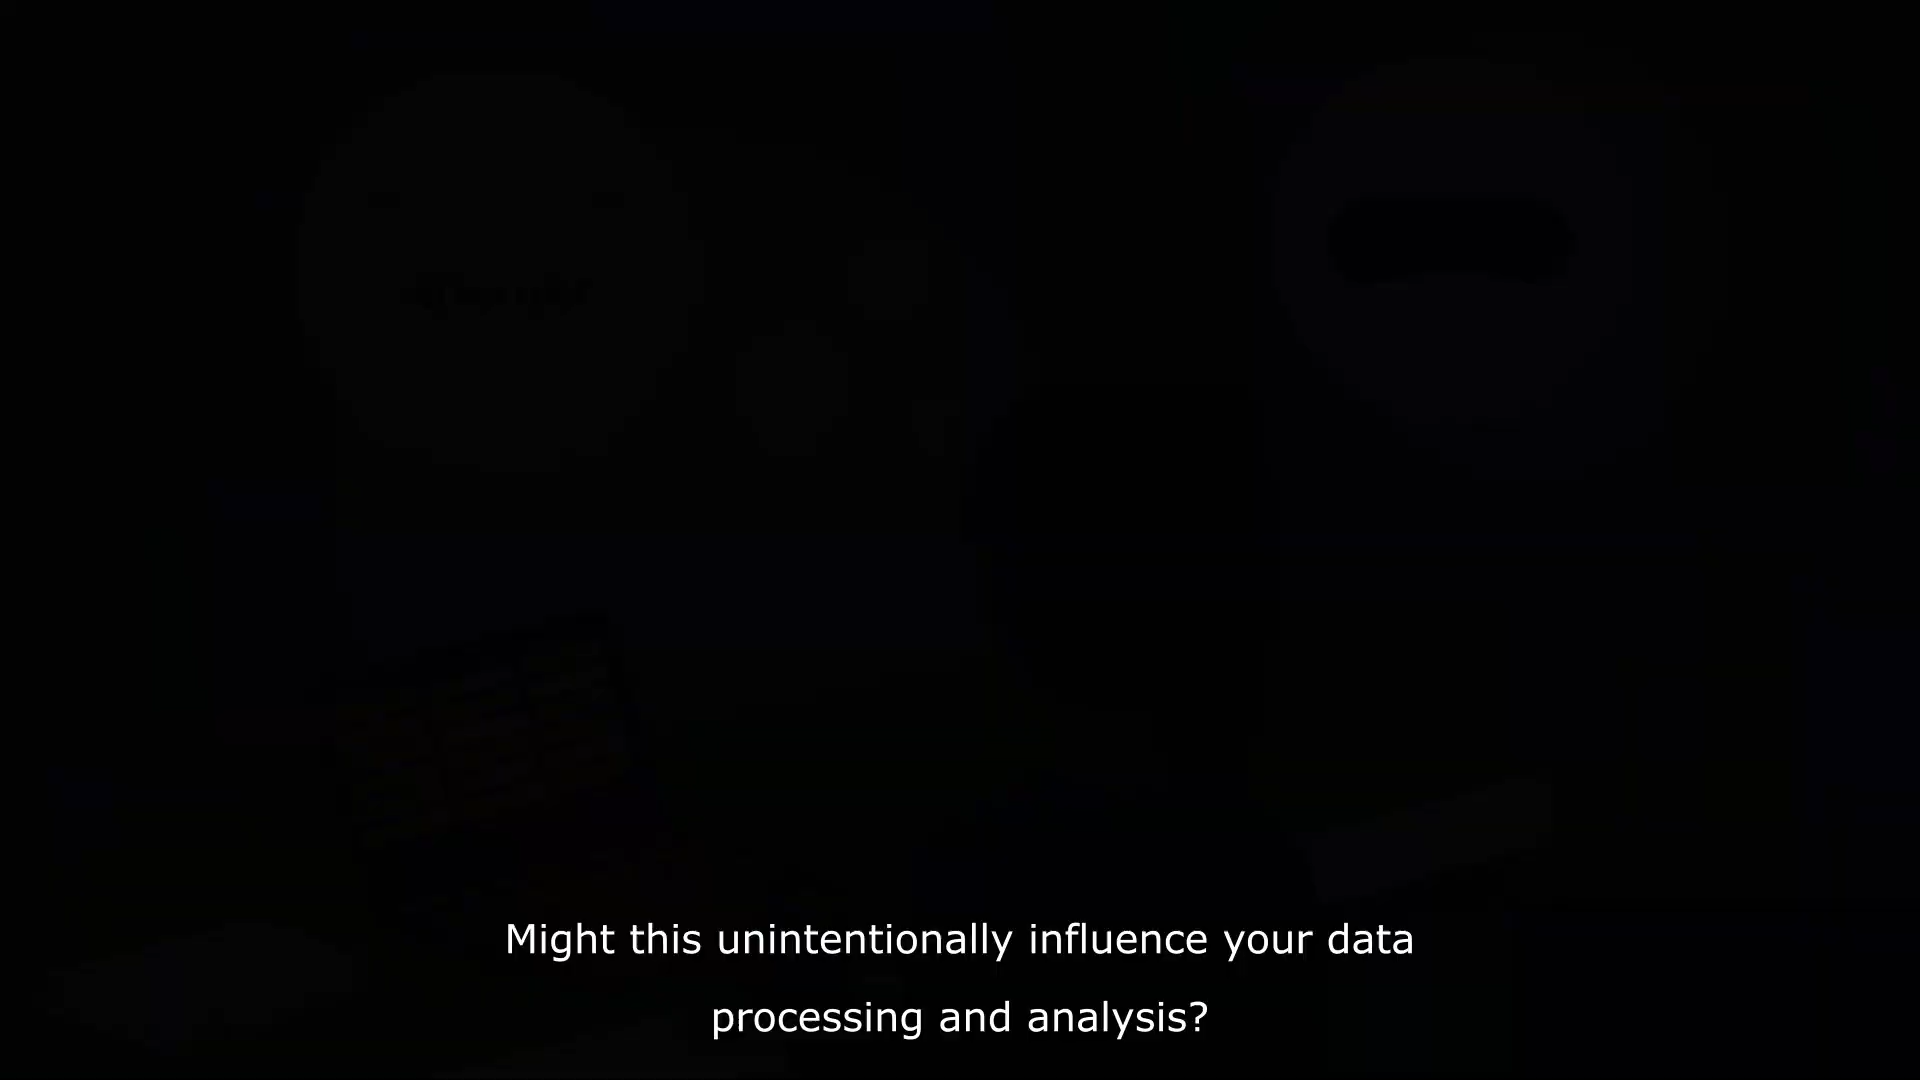 Might this unintentionally influence your data
processing and analysis?